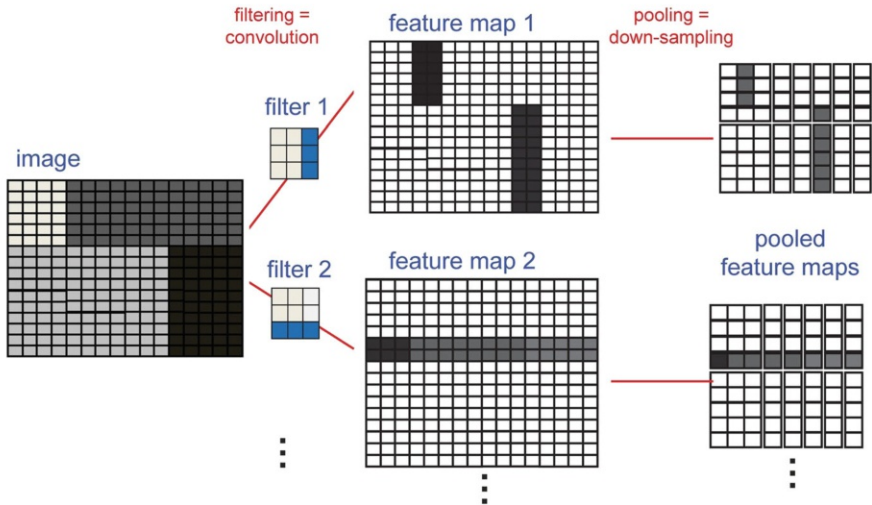 filtering =
convolution
feature map 1
pooling =
down-sampling
filter 1
image
filter 2
feature map 2
pooled
feature maps